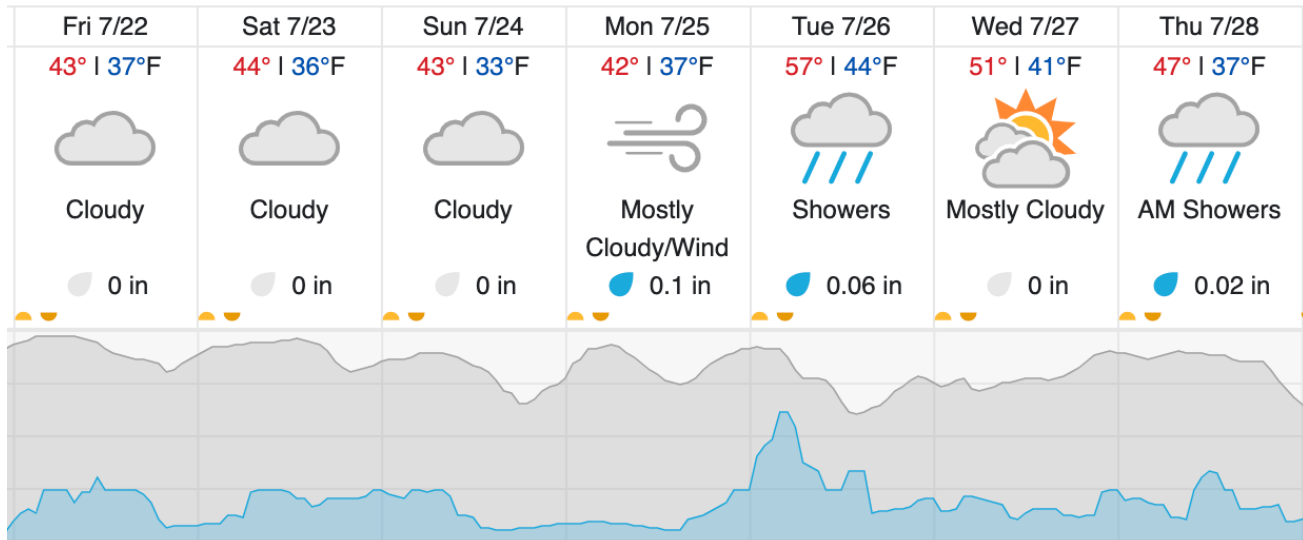 Fri 7/22 Sat 7/23 Sun 7/24 Mon 7/25 Tue 7/26 Wed 7/27 Thu 7/28
43° | 37°F 44° | 36°F 43° | 33°F 42° | 37°F 57° | 44°F 51° | 41°F 47° | 37°F
Cloudy Cloudy Cloudy Mostly Showers Mostly Cloudy AM Showers
Cloudy/Wind
0 in 0 in 0 in 0.1 in 0.06 in 0 in 0.02 in